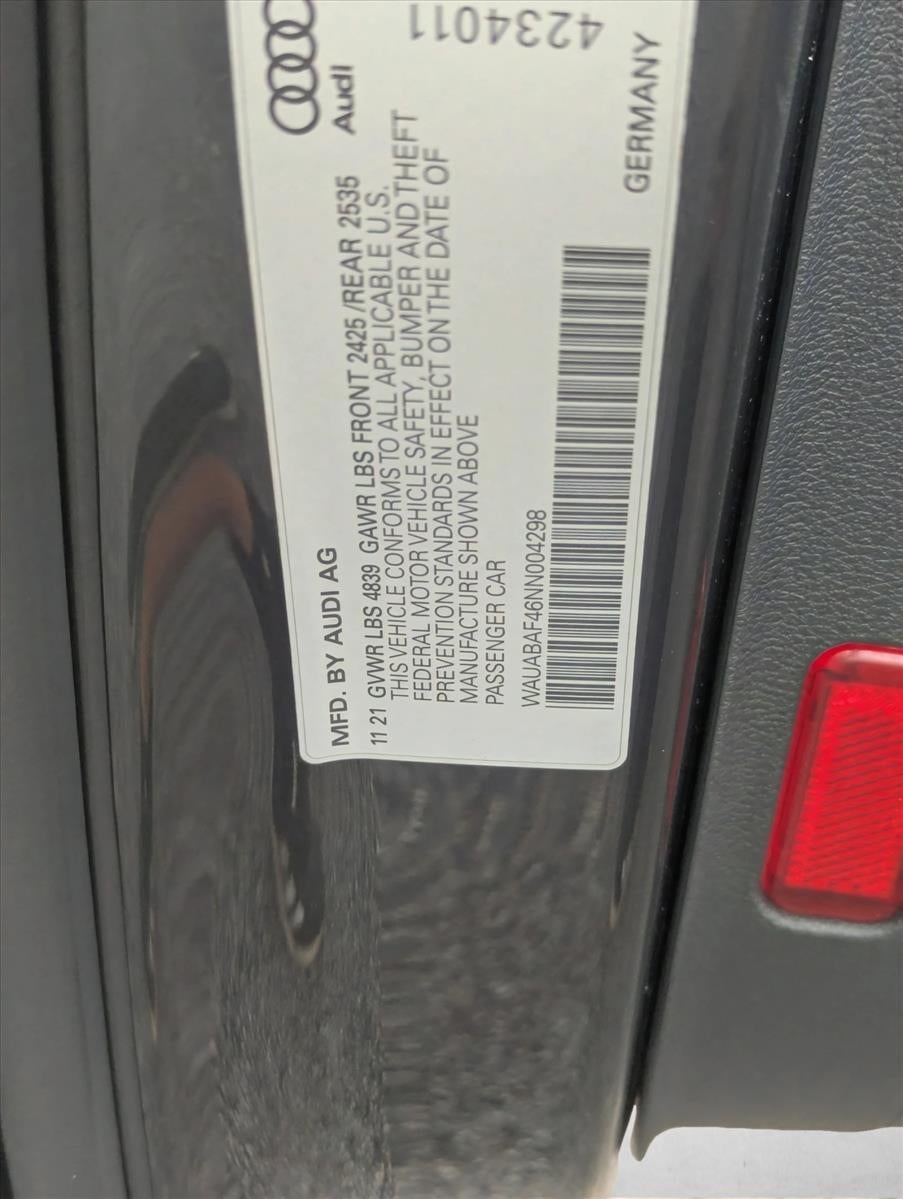 MFD. BY AUDI AG
Audi
11 21 GVWR LBS 4839 GAWR LBS FRONT 2425 /REAR 2535
THIS VEHICLE CONFORMS TO ALL APPLICABLE U.S.
FEDERAL MOTOR VEHICLE SAFETY, BUMPER AND THEFT
PREVENTION STANDARDS IN EFFECT ON THE DATE OF
MANUFACTURE SHOWN ABOVE
PASSENGER CAR
WAUABAF46NN004298
GERMANY
4234011